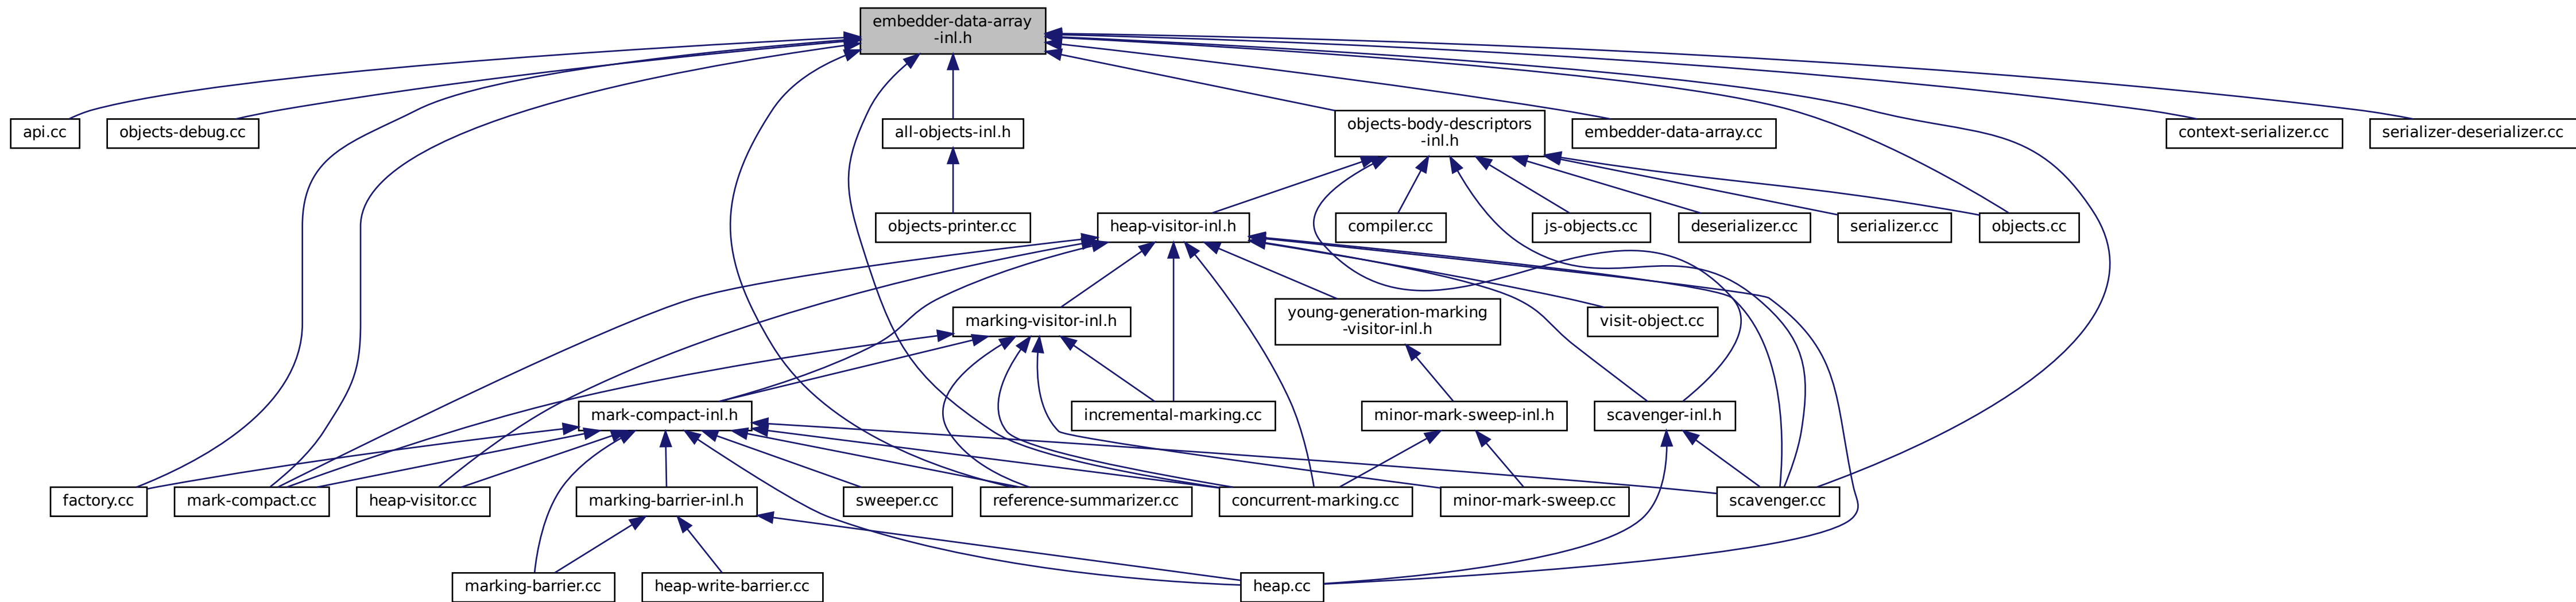 embedder-data-array
-inl.h
api.cc
objects-debug.cc
all-objects-inl.h
objects-body-descriptors
-inl.h
embedder-data-array.cc
context-serializer.cc
serializer-deserializer.cc
objects-printer.cc
heap-visitor-inl.h
compiler.cc
js-objects.cc
deserializer.cc
serializer.cc
objects.cc
marking-visitor-inl.h
young-generation-marking
-visitor-inl.h
visit-object.cc
mark-compact-inl.h
incremental-marking.cc
minor-mark-sweep-inl.h
scavenger-inl.h
factory.cc
mark-compact.cc
heap-visitor.cc
marking-barrier-inl.h
sweeper.cc
reference-summarizer.cc
concurrent-marking.cc
minor-mark-sweep.cc
scavenger.cc
marking-barrier.cc
heap-write-barrier.cc
heap.cc